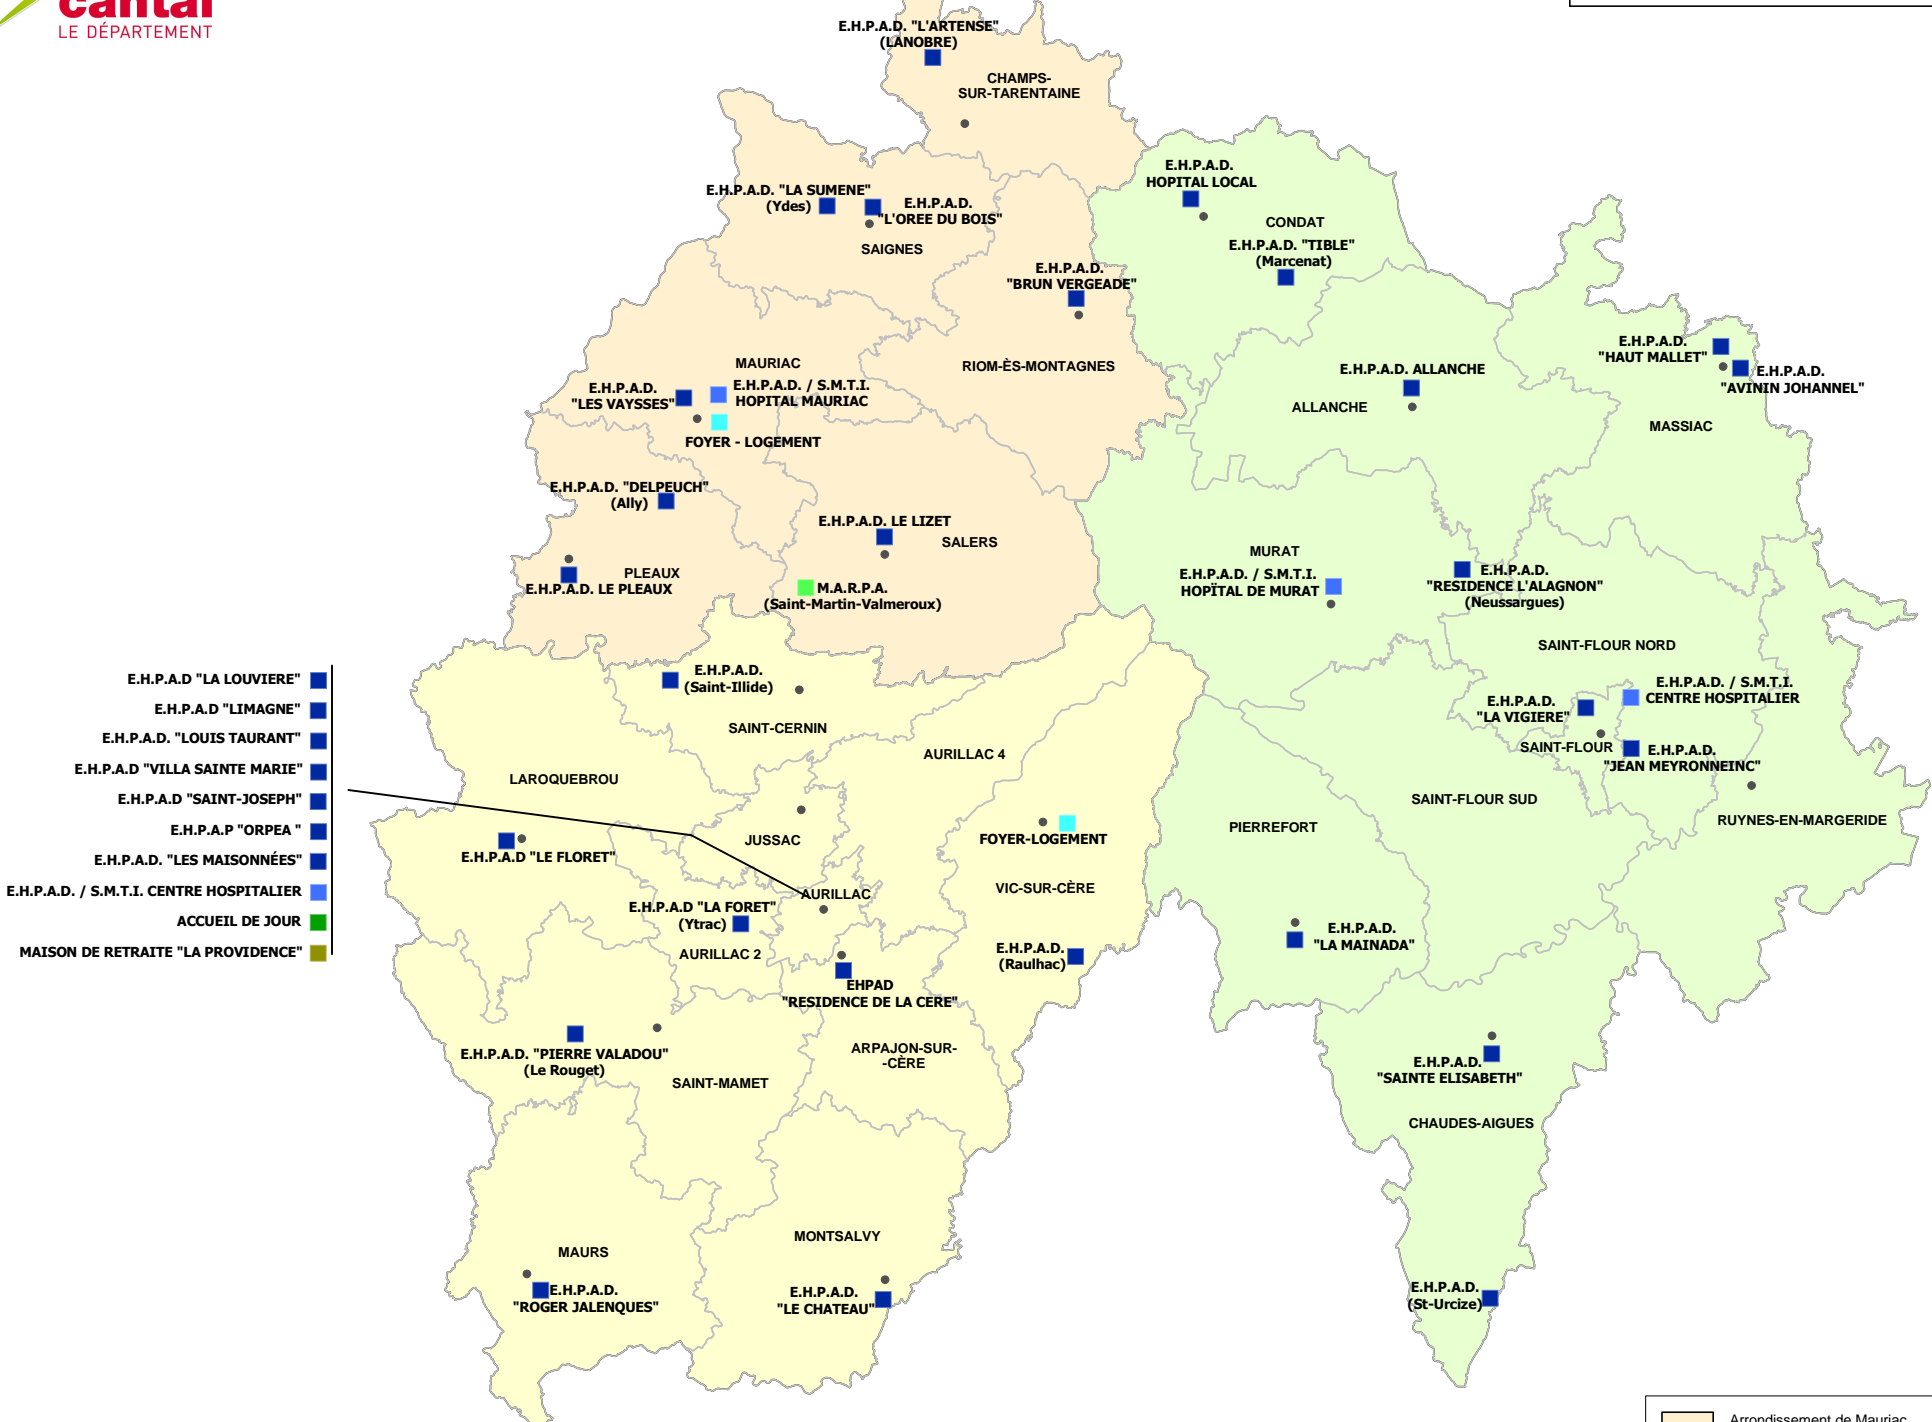 cantal
LE DÉPARTEMENT
E.H.P.A.D. "L'ARTENSE"
(LANOBRE)
CHAMPS-
SUR-TARENTAINE
E.H.P.A.D. "LA SUMENE"
(Ydes)
E.H.P.A.D.
"L'OREE DU BOIS"
SAIGNES
E.H.P.A.D.
HOPITAL LOCAL
CONDAT
E.H.P.A.D. "TIBLE"
(Marcenat)
E.H.P.A.D.
"BRUN VERGEADE"
RIOM-ÈS-MONTAGNES
MAURIAC
E.H.P.A.D.
"LES VAYSSES"
E.H.P.A.D. / S.M.T.I.
HOPITAL MAURIAC
FOYER - LOGEMENT
E.H.P.A.D. ALLANCHE
ALLANCHE
E.H.P.A.D.
"HAUT MALLET"
E.H.P.A.D.
"AVININ JOHANNEL"
MASSIAC
E.H.P.A.D. "DELPEUCH"
(Ally)
E.H.P.A.D. LE LIZET
SALERS
PLEAUX
E.H.P.A.D. LE PLEAUX
M.A.R.P.A.
(Saint-Martin-Valmeroux)
MURAT
E.H.P.A.D. / S.M.T.I.
HOPÏTAL DE MURAT
E.H.P.A.D.
"RESIDENCE L'ALAGNON"
(Neussargues)
SAINT-FLOUR NORD
E.H.P.A.D. / S.M.T.I.
CENTRE HOSPITALIER
E.H.P.A.D.
"LA VIGIERE"
SAINT-FLOUR
E.H.P.A.D.
"JEAN MEYRONNEINC"
SAINT-FLOUR SUD
RUYNES-EN-MARGERIDE
E.H.P.A.D "LA LOUVIERE"
E.H.P.A.D "LIMAGNE"
E.H.P.A.D. "LOUIS TAURANT"
E.H.P.A.D "VILLA SAINTE MARIE"
E.H.P.A.D "SAINT-JOSEPH"
E.H.P.A.P "ORPEA "
E.H.P.A.D. "LES MAISONNÉES"
E.H.P.A.D. / S.M.T.I. CENTRE HOSPITALIER
ACCUEIL DE JOUR
MAISON DE RETRAITE "LA PROVIDENCE"
E.H.P.A.D.
(Saint-Illide)
SAINT-CERNIN
AURILLAC 4
LAROQUEBROU
JUSSAC
E.H.P.A.D "LE FLORET"
FOYER-LOGEMENT
VIC-SUR-CÈRE
PIERREFORT
AURILLAC
E.H.P.A.D "LA FORET"
(Ytrac)
AURILLAC 2
EHPAD
"RESIDENCE DE LA CERE"
E.H.P.A.D.
(Raulhac)
E.H.P.A.D.
"LA MAINADA"
E.H.P.A.D. "PIERRE VALADOU"
(Le Rouget)
SAINT-MAMET
ARPAJON-SUR-
-CÈRE
E.H.P.A.D.
"SAINTE ELISABETH"
CHAUDES-AIGUES
MAURS
E.H.P.A.D.
"ROGER JALENQUES"
MONTSALVY
E.H.P.A.D.
"LE CHATEAU"
E.H.P.A.D.
(St-Urcize)
Arrondissement de Mauriac